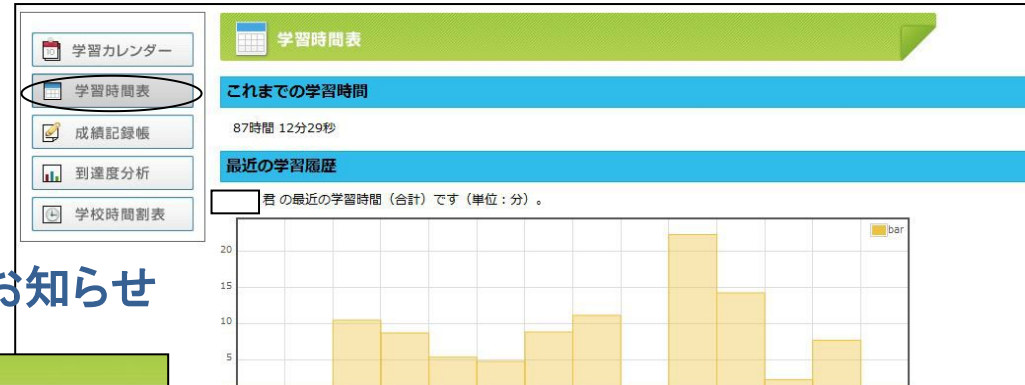 学習カレンダー
学習時間表
成績記録帳
到達度分析
学校時間割表
学習時間表
これまでの学習時間
87時間 12分29秒
最近の学習履歴
君 の最近の学習時間（合計）です（単位：分）。
bar
20
15
10
5
お知らせ